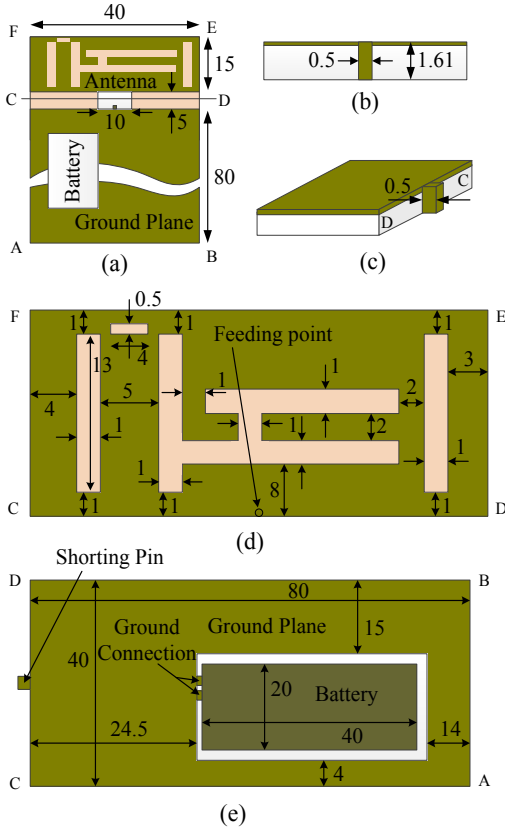 F 40 E
15
Antenna
C D
10 5
Battery
80
Ground Plane
A B
(a)
0.5 1.61
(b)
0.5 C
D
(c)
F 0.5 E
1 1 Feeding point 1
13 4
1 1 3
4 5 2
1 1 2
1 8 1
1 1 1
C D
(d)
Shorting Pin
D B
80
Ground Ground Plane 15
Connection
40
20 Battery
24.5 40 14
4
C A
(e)